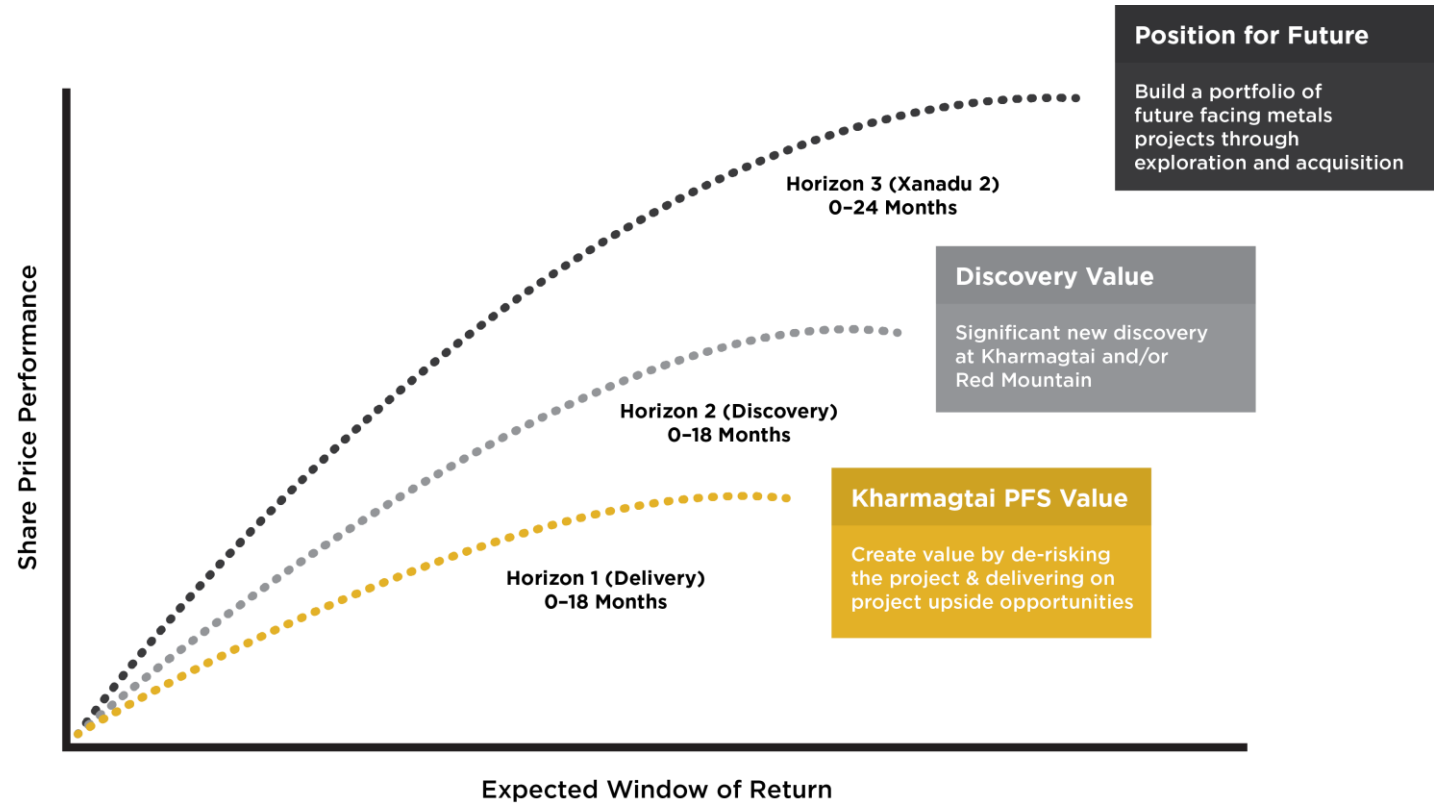 Position for Future
Build a portfolio of
future facing metals
projects through
exploration and acquisition
Horizon 3 (Xanadu 2)
0–24 Months
Discovery Value
Significant new discovery
at Kharmagtai and/or
Red Mountain
Horizon 2 (Discovery)
0–18 Months
Kharmagtai PFS Value
Create value by de-risking
the project & delivering on
project upside opportunities
Horizon 1 (Delivery)
0–18 Months
Share Price Performance
Expected Window of Return